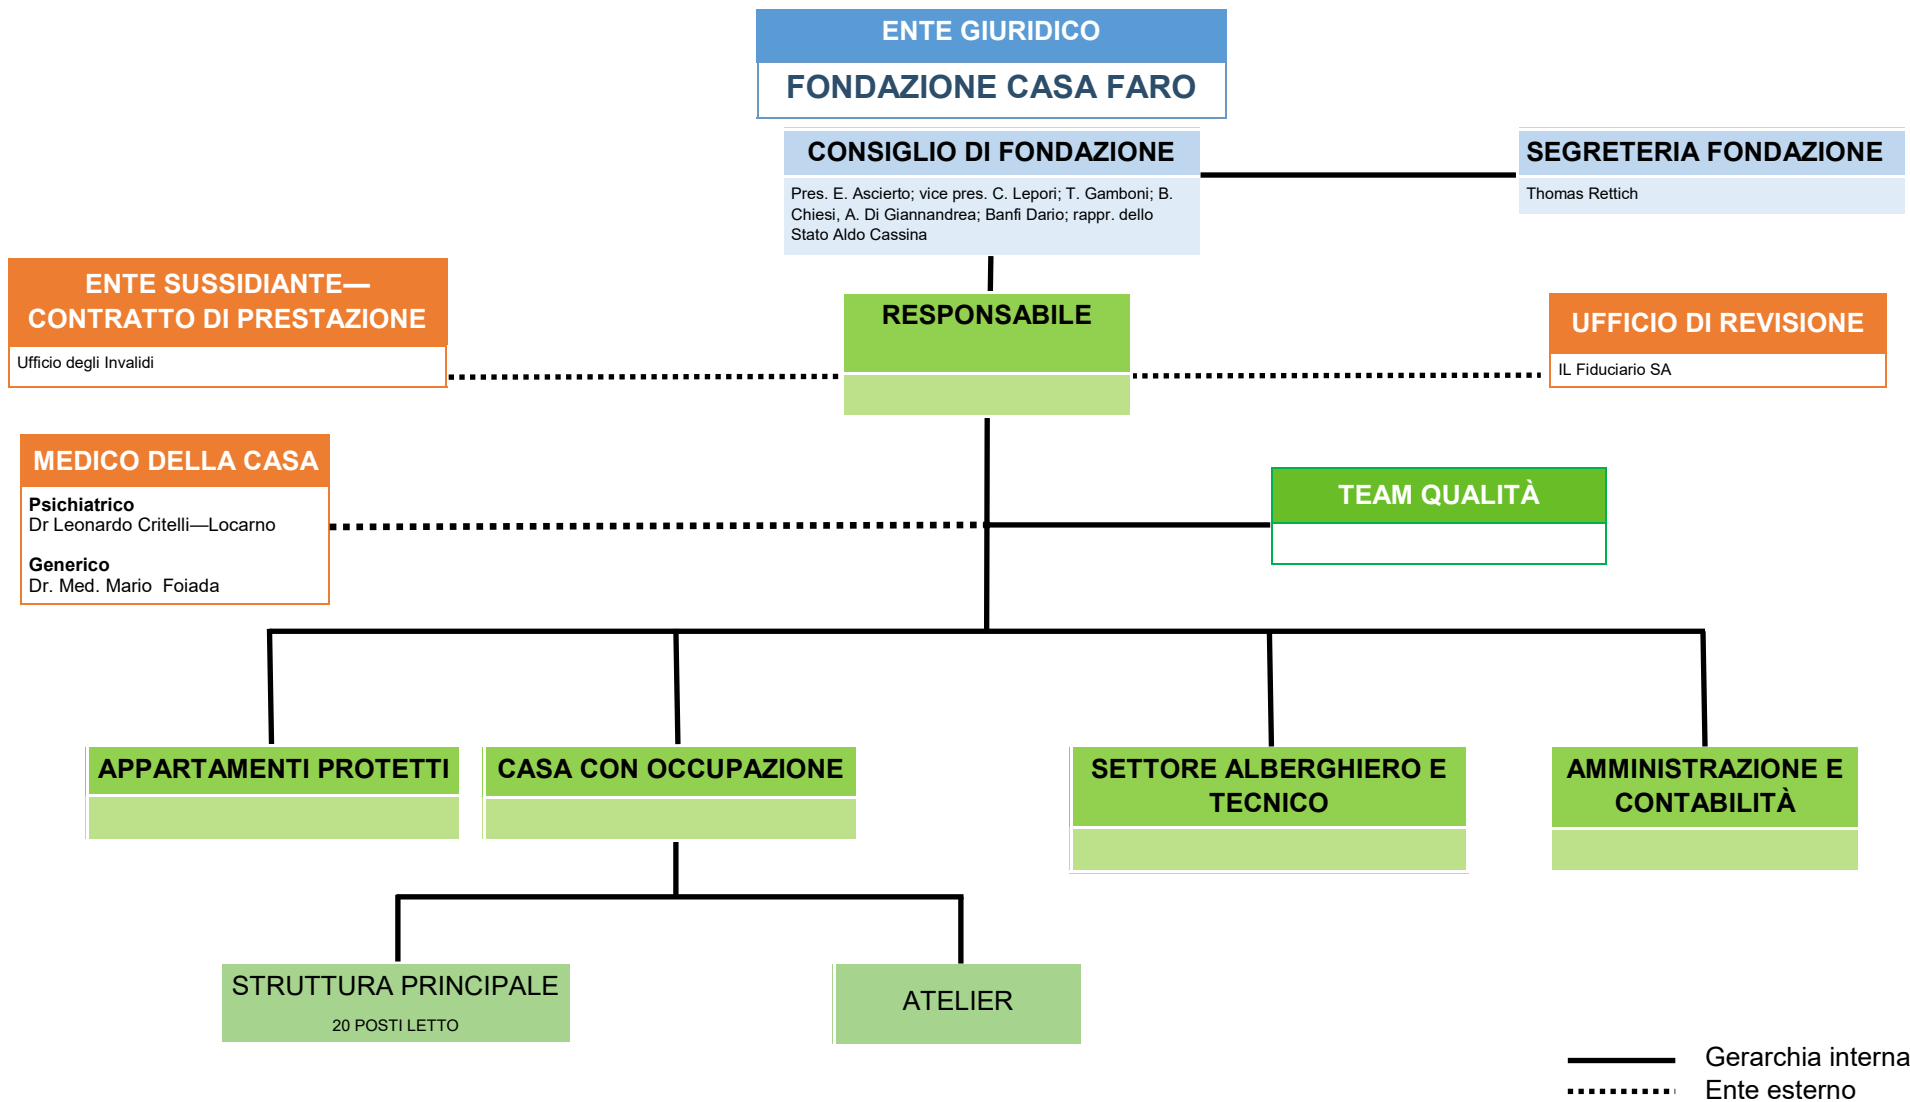 ENTE GIURIDICO
FONDAZIONE CASA FARO
CONSIGLIO DI FONDAZIONE
Pres. E. Ascierto; vice pres. C. Lepori; T. Gamboni; B.
Chiesi, A. Di Giannandrea; Banfi Dario; rappr. dello
Stato Aldo Cassina
SEGRETERIA FONDAZIONE
Thomas Rettich
ENTE SUSSIDIANTE—
CONTRATTO DI PRESTAZIONE
Ufficio degli Invalidi
RESPONSABILE
UFFICIO DI REVISIONE
IL Fiduciario SA
MEDICO DELLA CASA
Psichiatrico
Dr Leonardo Critelli—Locarno
Generico
Dr. Med. Mario  Foiada
TEAM QUALITÀ
APPARTAMENTI PROTETTI
CASA CON OCCUPAZIONE
SETTORE ALBERGHIERO E
TECNICO
AMMINISTRAZIONE E
CONTABILITÀ
STRUTTURA PRINCIPALE
20 POSTI LETTO
ATELIER
Gerarchia interna
Ente esterno